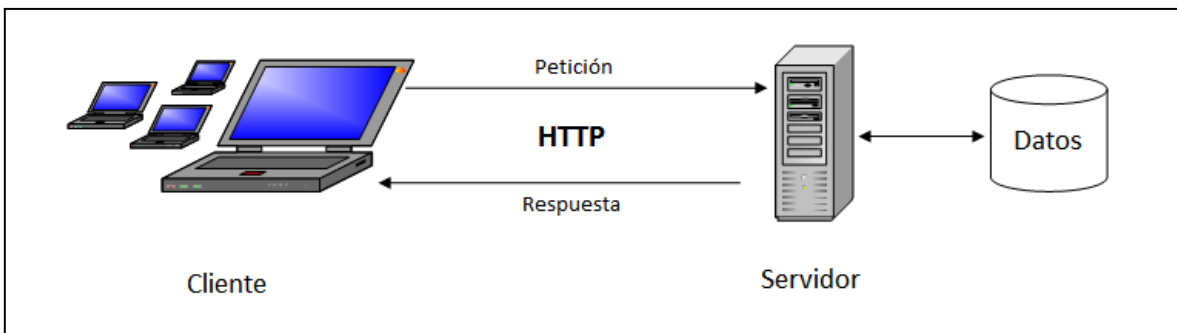 Petición
HTTP
Datos
Respuesta
Cliente
Servidor